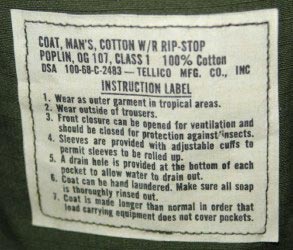 COAT, MAN'S, COTTON W/R RIP-STOP
POPLIN, OG 107, CLASS 1 100% Cotton
DSA 100-68-C-2483 - TELLICO MFG. CO., INC
INSTRUCTION LABEL
1. Wear as outer garment in tropical areas.
2. Wear outside of trousers.
3. Front closure can be opened for ventilation and
should be closed for protection against insects.
4. Sleeves are provided with adjustable cuffs to
permit sleeves to be rolled up.
5. A drain hole is provided at the bottom of each
pocket to allow water to drain out.
6. Coat can be hand laundered. Make sure all soap
is thoroughly rinsed out.
7. Coat is made longer than normal in order that
load carrying equipment does not cover pockets.